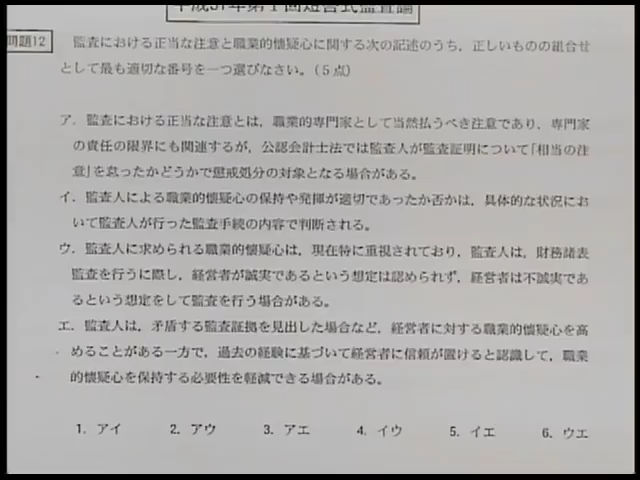 平成31年第1回短答式監査論
問題12 監査における正当な注意と職業的懐疑心に関する次の記述のうち，正しいものの組合せ
として最も適切な番号を一つ選びなさい。（５点）
ア．監査における正当な注意とは，職業的専門家として当然払うべき注意であり，専門家
の責任の限界にも関連するが，公認会計士法では監査人が監査証明について「相当の注
意」を怠ったかどうかで懲戒処分の対象となる場合がある。
イ．監査人による職業的懐疑心の保持や発揮が適切であったか否かは，具体的な状況にお
いて監査人が行った監査手続の内容で判断される。
ウ．監査人に求められる職業的懐疑心は，現在特に重視されており，監査人は，財務諸表
監査を行うに際し，経営者が誠実であるという想定は認められず，経営者は不誠実であ
るという想定をして監査を行う場合がある。
エ．監査人は，矛盾する監査証拠を見出した場合など，経営者に対する職業的懐疑心を高
めることがある一方で，過去の経験に基づいて経営者に信頼が置けると認識して，職業
的懐疑心を保持する必要性を軽減できる場合がある。
1．アイ 2．アウ 3．アエ 4．イウ 5．イエ 6．ウエ